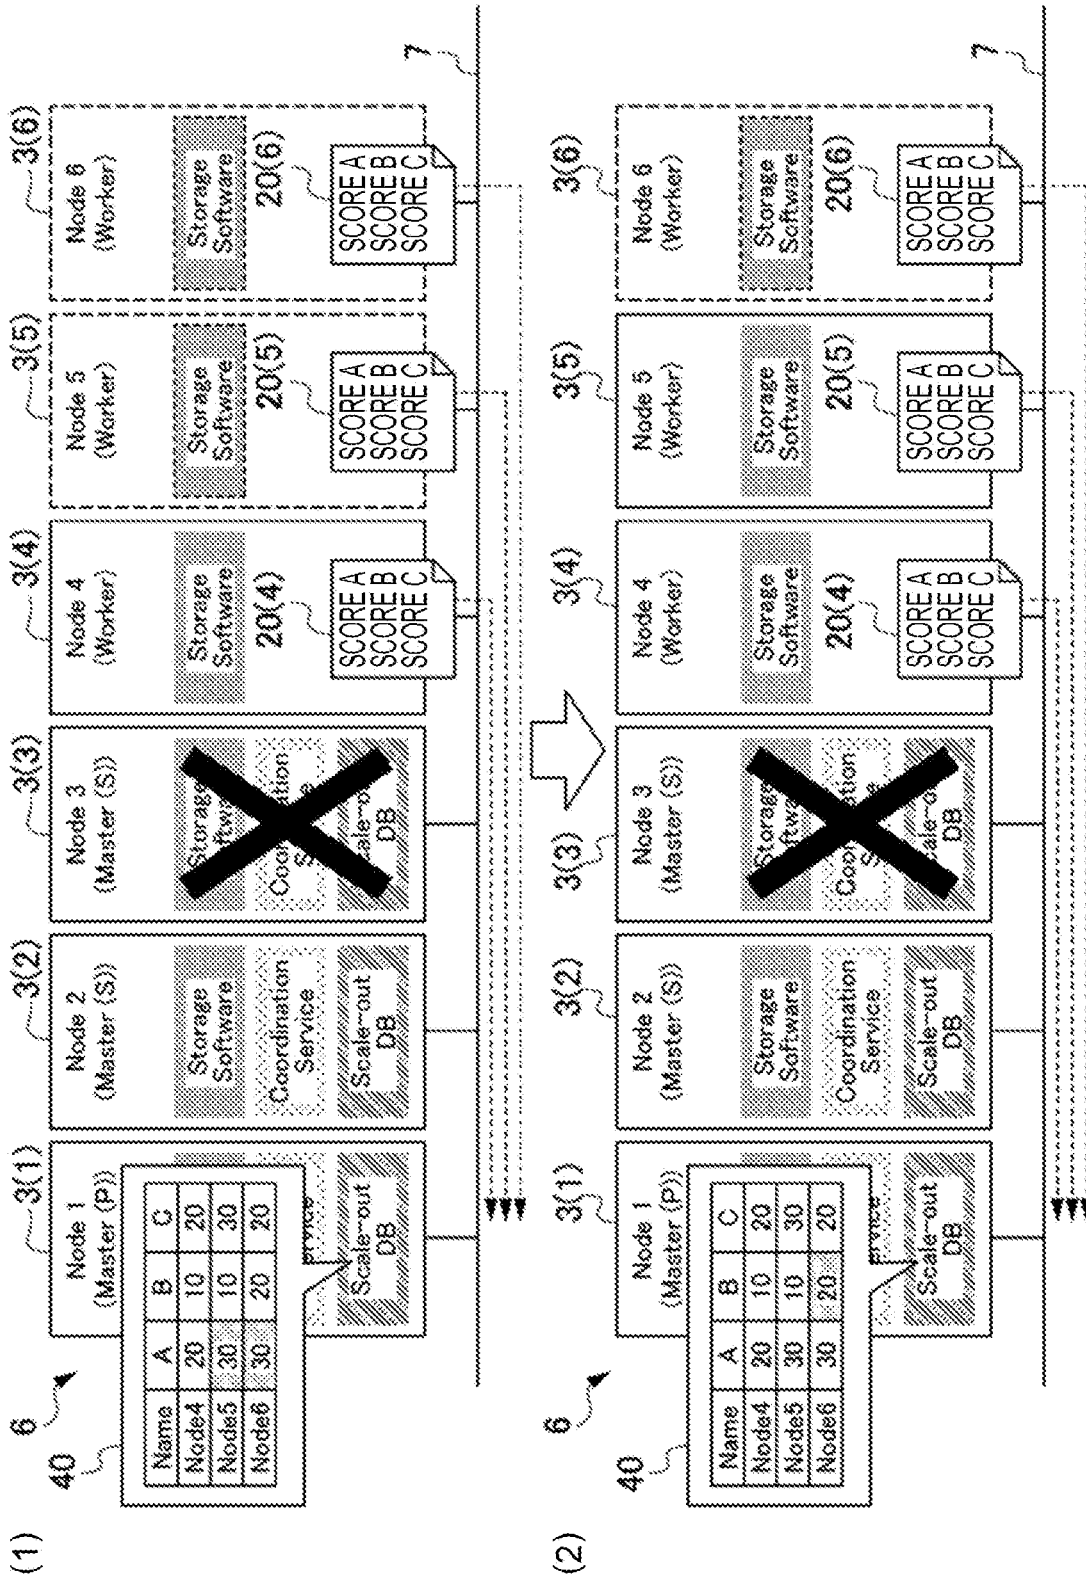 (1)
6
40
3(1)
3(2)
3(3)
3(4)
3(5)
3(6)
Node 1
(Master (P))
Node 2
(Master (S))
Node 3
(Master (S))
Node 4
(Worker)
Node 5
(Worker)
Node 6
(Worker)
Name A B C
Node4 20 10 20
Node5 30 10 30
Node6 30 20 20
Scale-out
DB
Storage
Software
Coordination
Service
Scale-out
DB
Storage
DB
Storage
Software
20(4)
SCORE A
SCORE B
SCORE C
Storage
Software
20(5)
SCORE A
SCORE B
SCORE C
Storage
Software
20(6)
SCORE A
SCORE B
SCORE C
7
(2)
6
40
3(1)
3(2)
3(3)
3(4)
3(5)
3(6)
Node 1
(Master (P))
Node 2
(Master (S))
Node 3
(Master (S))
Node 4
(Worker)
Node 5
(Worker)
Node 6
(Worker)
Name A B C
Node4 20 10 20
Node5 30 10 30
Node6 30 20 20
Scale-out
DB
Storage
Software
Coordination
Service
Scale-out
DB
Storage
DB
Storage
Software
20(4)
SCORE A
SCORE B
SCORE C
Storage
Software
20(5)
SCORE A
SCORE B
SCORE C
Storage
Software
20(6)
SCORE A
SCORE B
SCORE C
7